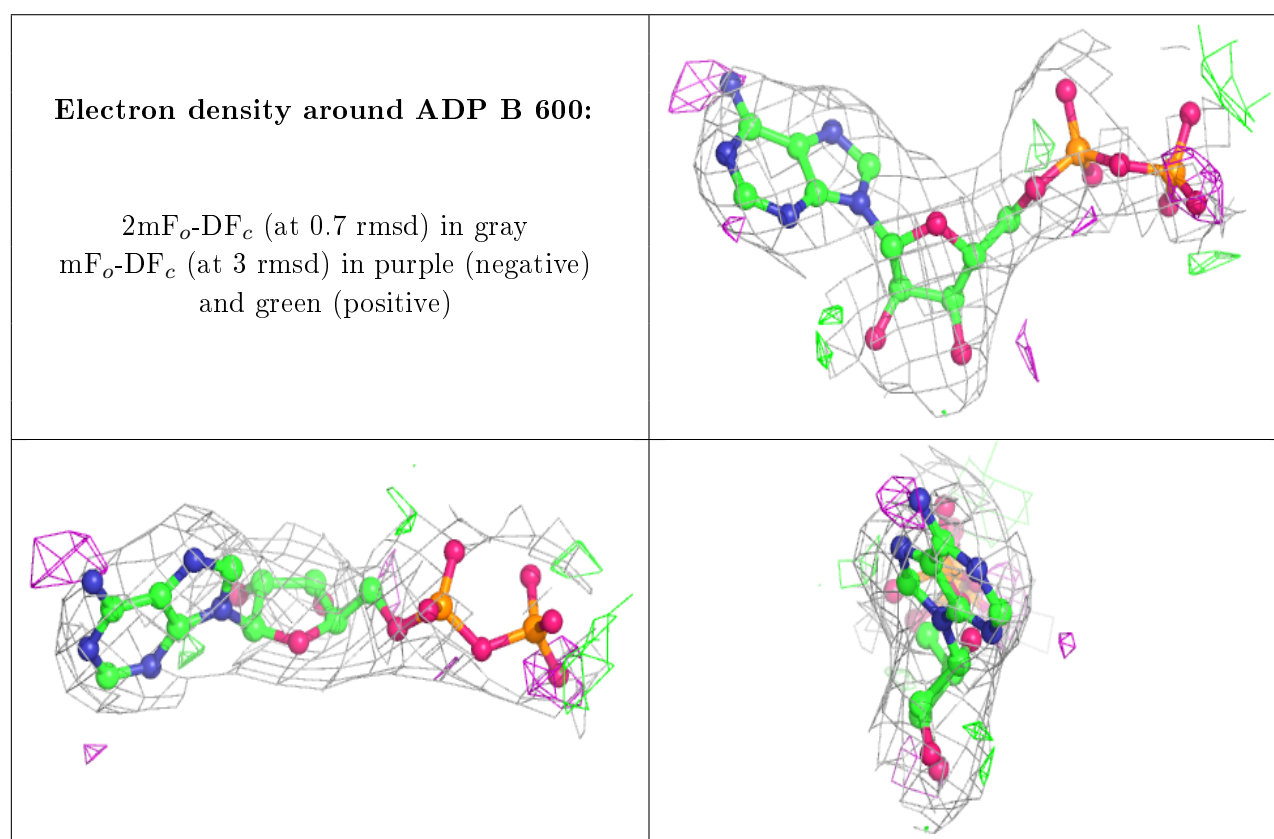 Electron density around ADP B 600:
2mFₒ-DF𝒸 (at 0.7 rmsd) in gray
mFₒ-DF𝒸 (at 3 rmsd) in purple (negative)
and green (positive)